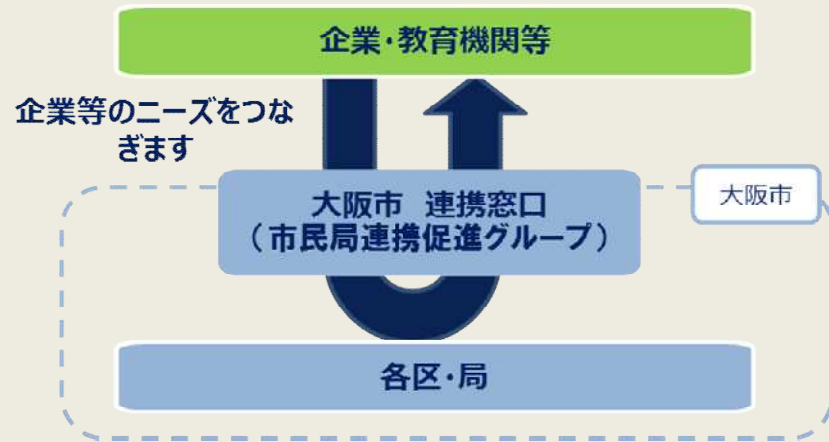 企業・教育機関等
企業等のニーズをつな
ぎます
大阪市
大阪市　連携窓口
（市民局連携促進グループ）
各区・局